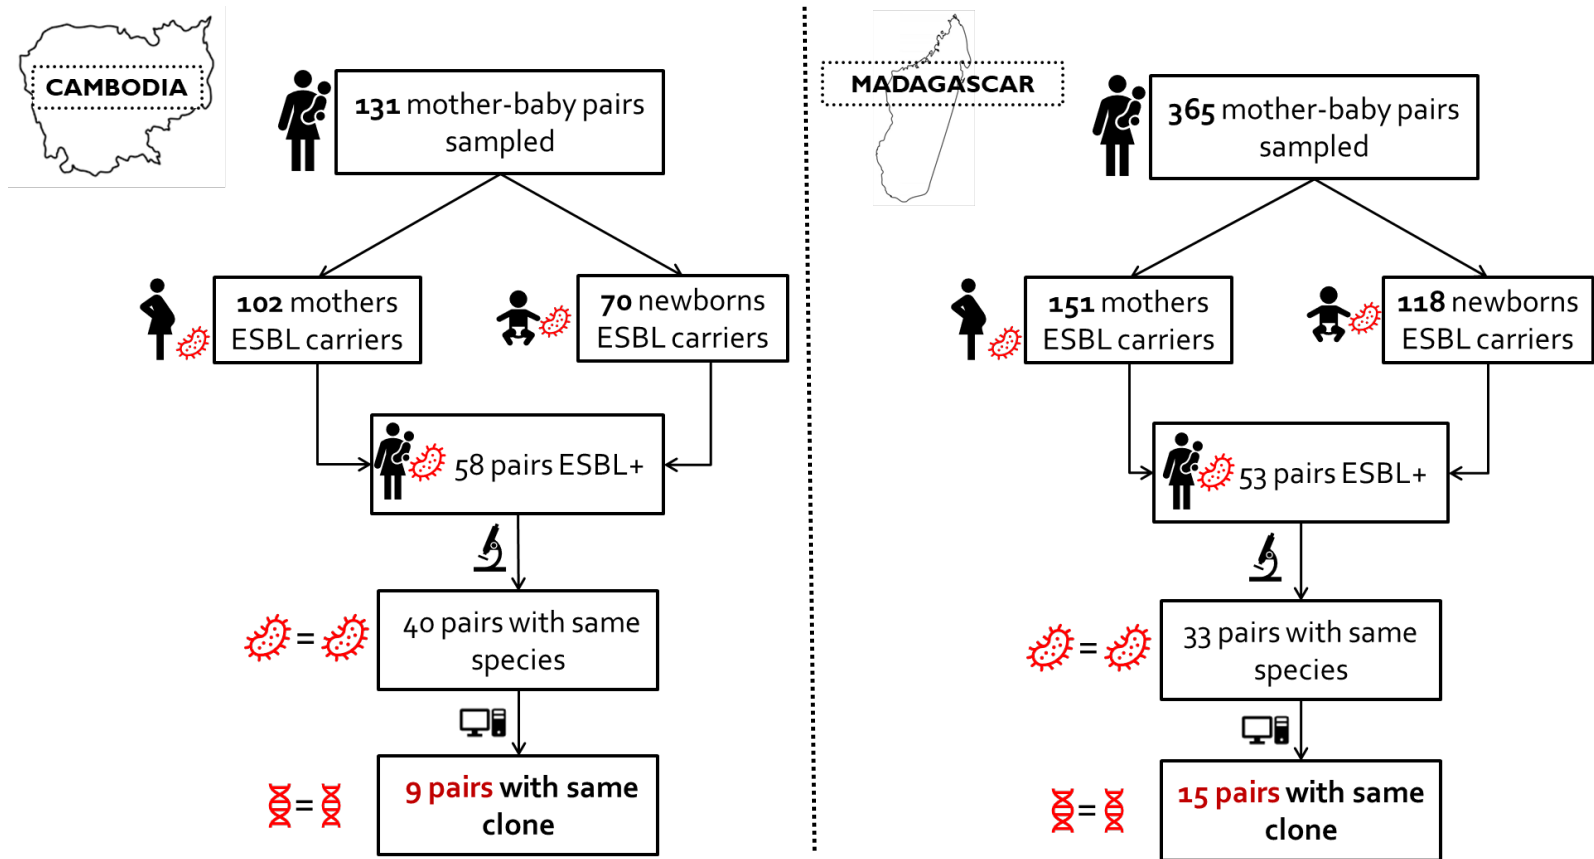 CAMBODIA
131 mother-baby pairs
sampled
102 mothers
ESBL carriers
70 newborns
ESBL carriers
58 pairs ESBL+
=
40 pairs with same
species
=
9 pairs with same
clone
MADAGASCAR
365 mother-baby pairs
sampled
151 mothers
ESBL carriers
118 newborns
ESBL carriers
53 pairs ESBL+
=
33 pairs with same
species
=
15 pairs with same
clone